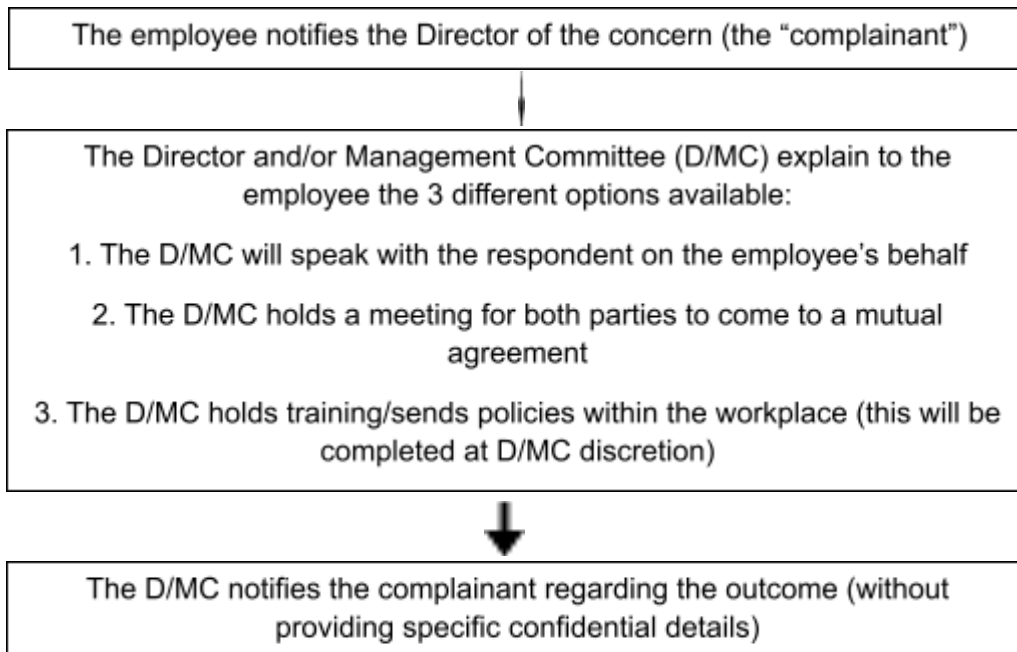 The employee notifies the Director of the concern (the “complainant”)
The Director and/or Management Committee (D/MC) explain to the
employee the 3 different options available:
1. The D/MC will speak with the respondent on the employee’s behalf
2. The D/MC holds a meeting for both parties to come to a mutual
agreement
3. The D/MC holds training/sends policies within the workplace (this will be
completed at D/MC discretion)
The D/MC notifies the complainant regarding the outcome (without
providing specific confidential details)